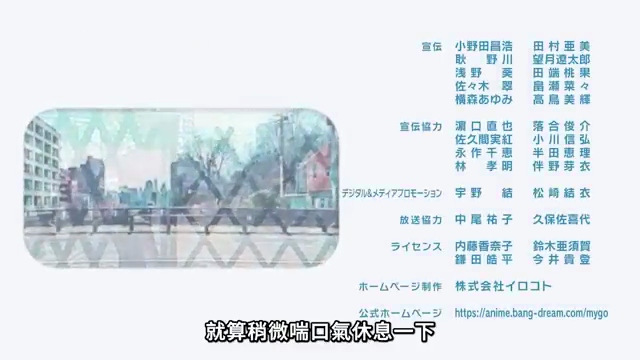 宣伝 小野田昌浩 田村亜美
耿野川 望月遼太郎
浅野葵 田端桃果
佐々木翠 畠瀬菜々
横森あゆみ 高鳥美輝
宣伝協力 濵口直也 落合俊介
佐久間実紅 小川信弘
永作千恵 半田恵理
林孝明 伴野芽衣
デジタル&メディアプロモーション 宇野結 松崎結衣
放送協力 中尾祐子 久保佐喜代
ライセンス 内藤香奈子 鈴木亜須賀
鎌田皓平 今井貴登
ホームページ制作 株式会社イロコト
公式ホームページ https://anime.bang-dream.com/mygo
就算稍微喘口氣休息一下